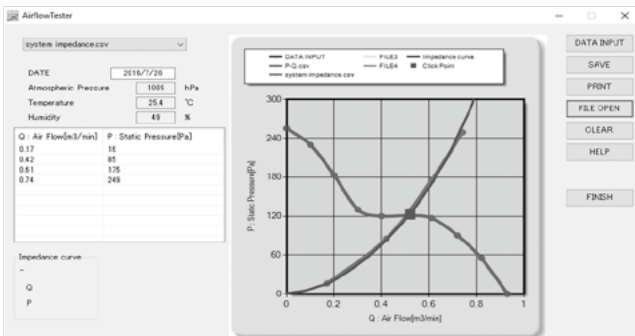 AirflowTester
system impedance.csv
DATE 2016/7/20
Atmospheric Pressure 1006 hPa
Temperature 25.4 ℃
Humidity 49 %
Q : Air Flow[m3/min] P : Static Pressure[Pa]
0.17 16
0.42 85
0.61 175
0.74 249
Impedance curve
-
Q
P
DATA INPUT FILE3 Impedance curve
P-Q.csv FILE4 Click Point
system impedance.csv
300
240
180
120
60
0
P : Static Pressure[Pa]
0 0.2 0.4 0.6 0.8 1
Q : Air Flow[m3/min]
DATA INPUT
SAVE
PRINT
FILE OPEN
CLEAR
HELP
FINISH